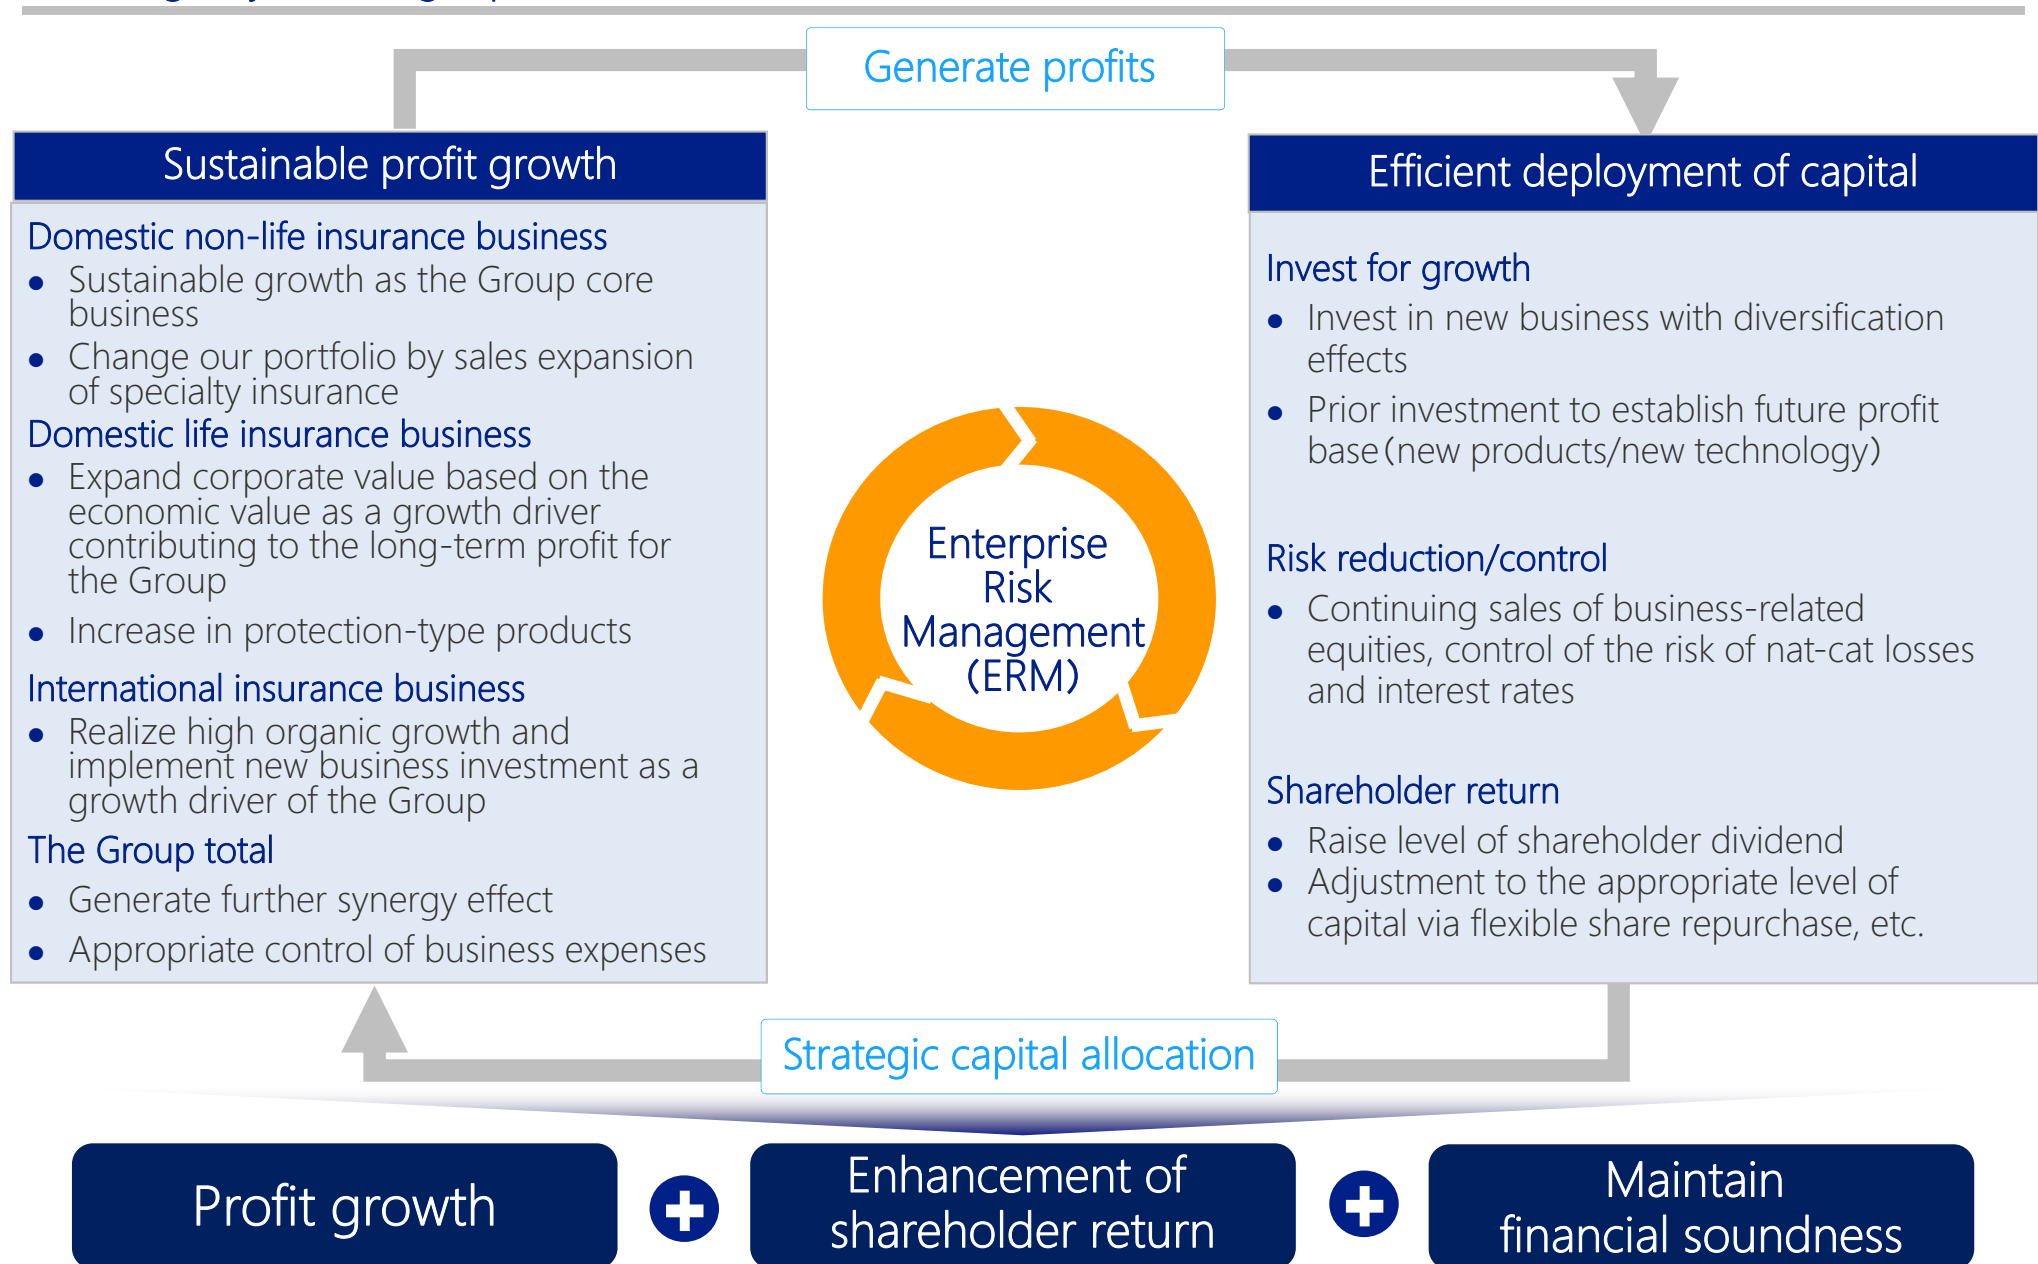 Generate profits
Sustainable profit growth
Domestic non-life insurance business
● Sustainable growth as the Group core
business
● Change our portfolio by sales expansion
of specialty insurance
Domestic life insurance business
● Expand corporate value based on the
economic value as a growth driver
contributing to the long-term profit for
the Group
● Increase in protection-type products
International insurance business
● Realize high organic growth and
implement new business investment as a
growth driver of the Group
The Group total
● Generate further synergy effect
● Appropriate control of business expenses
Enterprise
Risk
Management
(ERM)
Efficient deployment of capital
Invest for growth
● Invest in new business with diversification
effects
● Prior investment to establish future profit
base(new products/new technology)
Risk reduction/control
● Continuing sales of business-related
equities, control of the risk of nat-cat losses
and interest rates
Shareholder return
● Raise level of shareholder dividend
● Adjustment to the appropriate level of
capital via flexible share repurchase, etc.
Strategic capital allocation
Profit growth
Enhancement of
shareholder return
Maintain
financial soundness